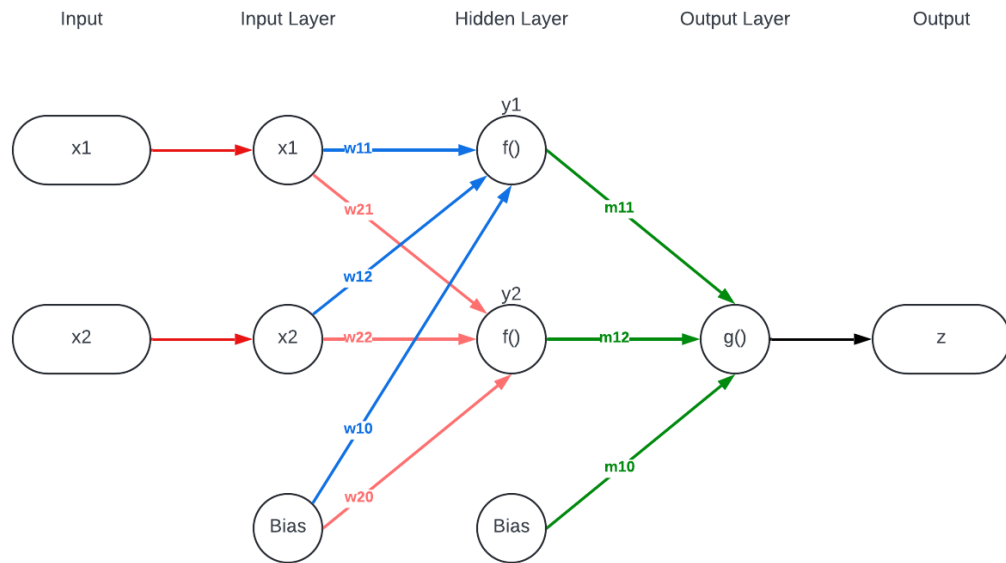 Input
Input Layer
Hidden Layer
Output Layer
Output
y1
x1
x1
w11
f()
w21
m11
w12
y2
x2
x2
w22
f()
m12
g()
z
w10
m10
w20
Bias
Bias